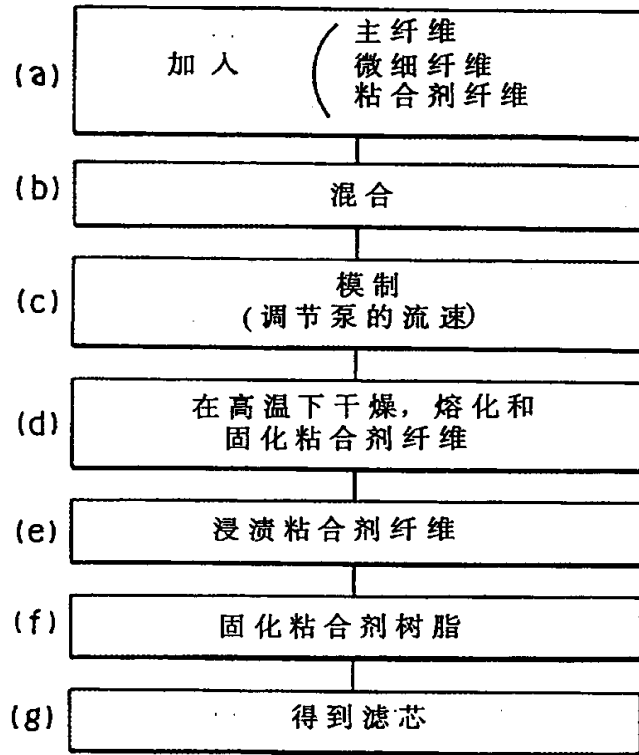 主纤维
(a) 加入 ( 微细纤维
粘合剂纤维
(b) 混合
(c) 模制
(调节泵的流速)
(d) 在高温下干燥,熔化和
固化粘合剂纤维
(e) 浸渍粘合剂纤维
(f) 固化粘合剂树脂
(g) 得到滤芯